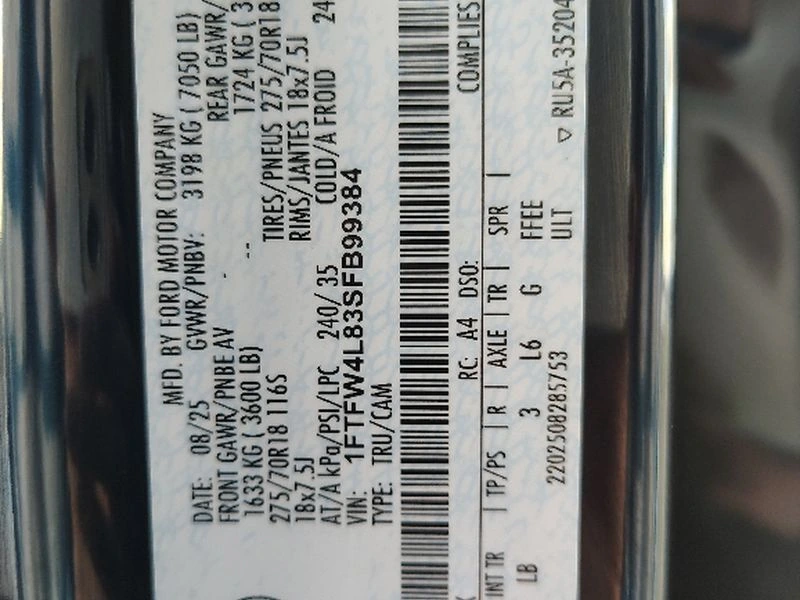 MFD. BY FORD MOTOR COMPANY
DATE: 08/25 GVWR/PNBV: 3198 KG ( 7050 LB)
FRONT GAWR/PNBE AV REAR GAWR/
1633 KG ( 3600 LB) 1724 KG ( 3
275/70R18 116S TIRES/PNEUS 275/70R18
18x7.5J RIMS/JANTES 18x7.5J
AT/A kPa/PSI/LPC 240/ 35 COLD/A FROID 24
VIN: 1FTFW4L83SFB99384
TYPE: TRU/CAM
RC: A4 DSO: COMPLIES
INT TR | TP/PS | R | AXLE | TR | SPR |
LB 3 L6 G FFEE
ULT
2202508285753 ▽ RU5A-35204